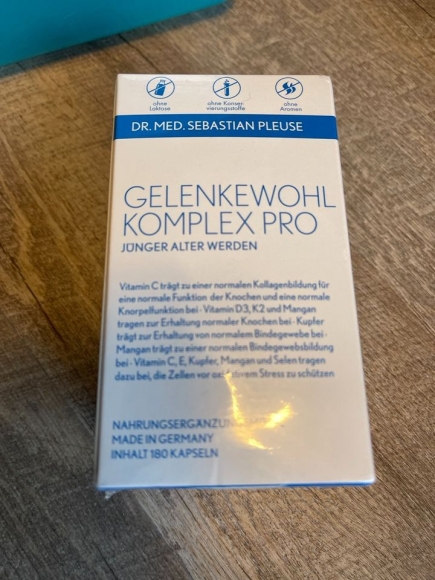 ohne Laktose
ohne Konser-
vierungsstoffe
ohne Aromen
DR. MED. SEBASTIAN PLEUSE
GELENKEWOHL
KOMPLEX PRO
JÜNGER ALTER WERDEN
Vitamin C trägt zu einer normalen Kollagenbildung für
eine normale Funktion der Knochen und eine normale
Knorpelfunktion bei · Vitamin D3, K2 und Mangan
tragen zur Erhaltung normaler Knochen bei · Kupfer
trägt zur Erhaltung von normalem Bindegewebe bei ·
Mangan trägt zu einer normalen Bindegewebsbildung
bei · Vitamin C, E, Kupfer, Mangan und Selen tragen
dazu bei, die Zellen vor Stress zu schützen
MADE IN GERMANY
INHALT 180 KAPSELN